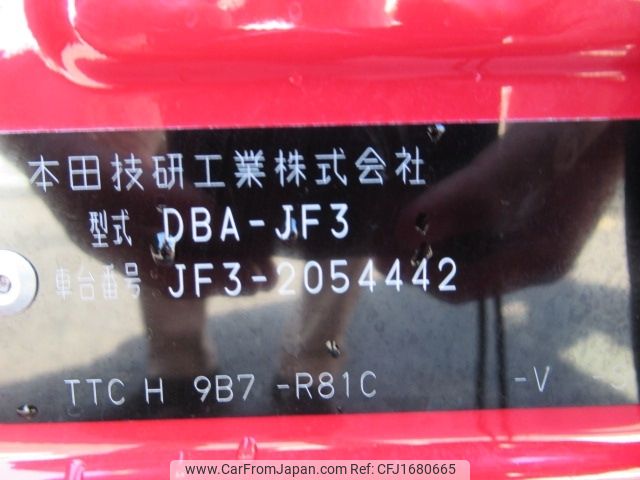 本田技研工業株式会社
型式 DBA-JF3
車台番号 JF3-2054442
TTC H 9B7 -R81C -V
www.CarFromJapan.com CFJ1680665